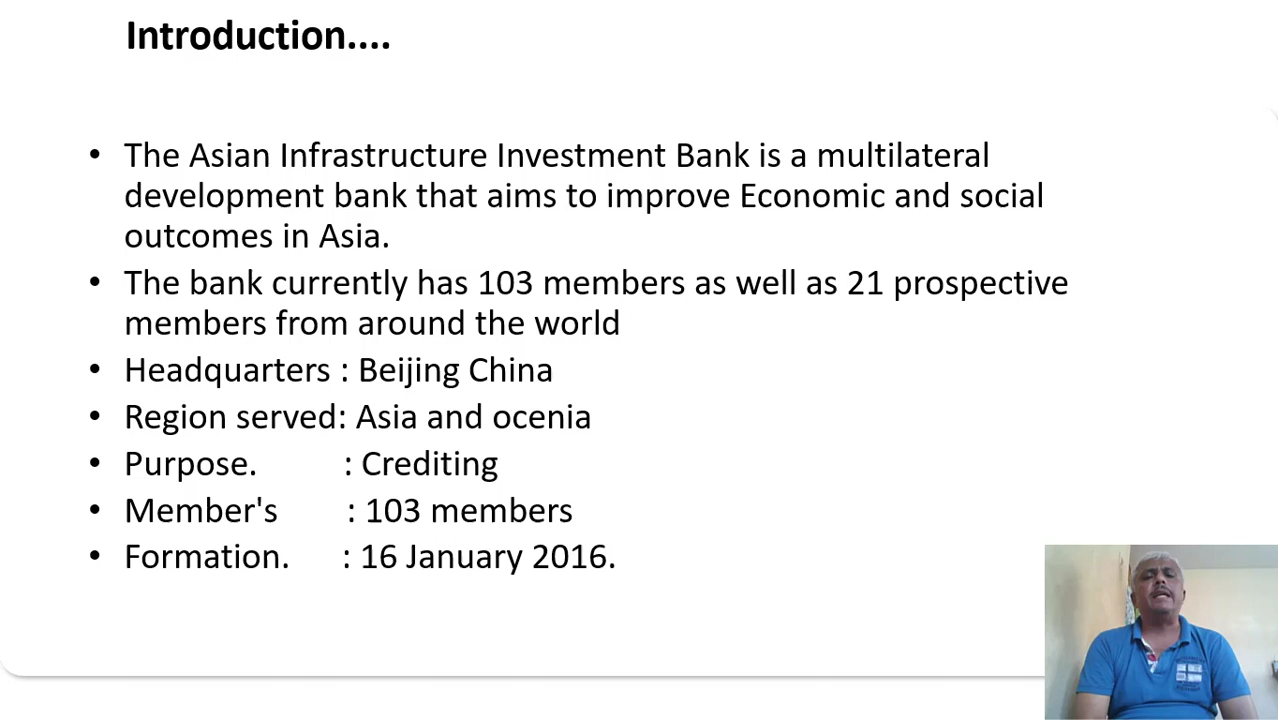 Introduction....
• The Asian Infrastructure Investment Bank is a multilateral
development bank that aims to improve Economic and social
outcomes in Asia.
• The bank currently has 103 members as well as 21 prospective
members from around the world
• Headquarters : Beijing China
• Region served: Asia and ocenia
• Purpose. : Crediting
• Member's : 103 members
• Formation. : 16 January 2016.